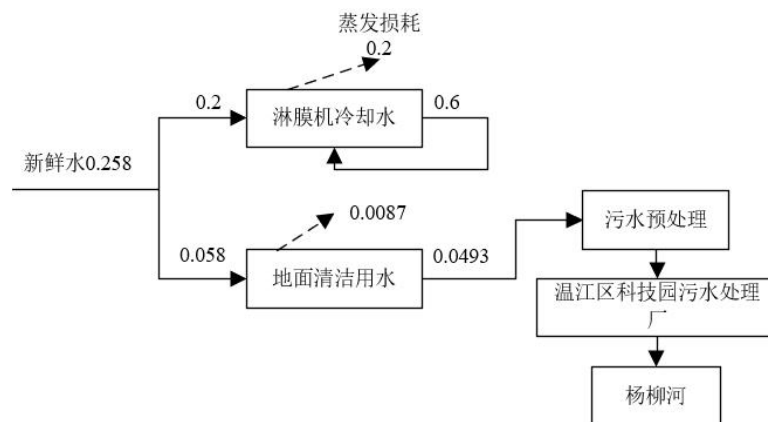 蒸发损耗
0.2
0.2
淋膜机冷却水
0.6
新鲜水0.258
0.0087
0.058
地面清洁用水
0.0493
污水预处理
温江区科技园污水处理
厂
杨柳河